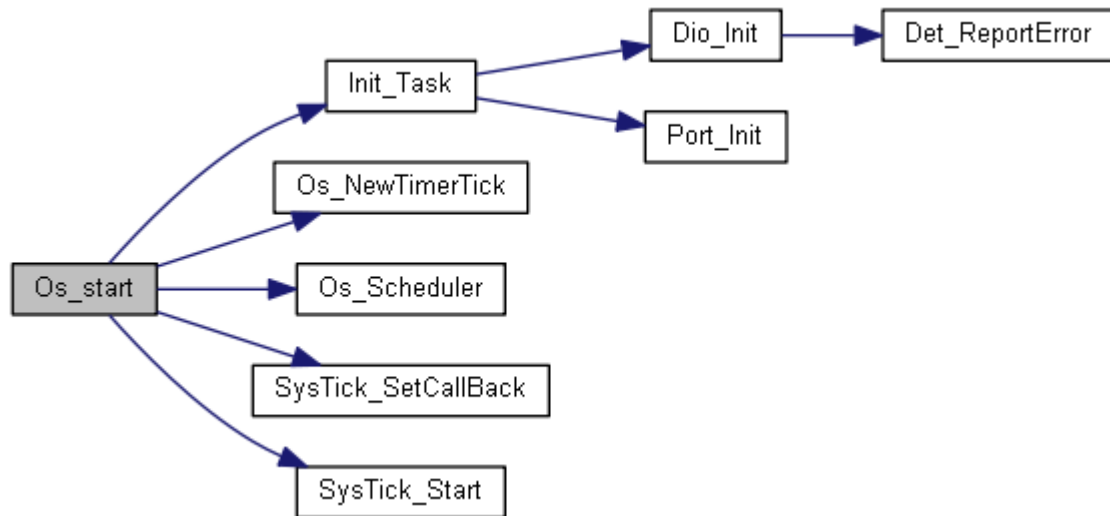 Dio_Init
Det_ReportError
Init_Task
Port_Init
Os_NewTimerTick
Os_start
Os_Scheduler
SysTick_SetCallBack
SysTick_Start